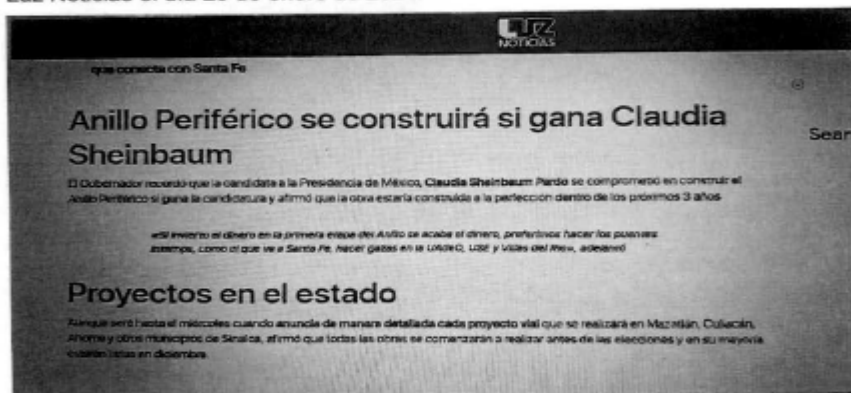 LUZ
NOTICIAS
que conecta con Santa Fe
Anillo Periférico se construirá si gana Claudia
Sheinbaum
Sear
El Gobernador recordó que la candidata a la Presidencia de México, Claudia Sheinbaum Pardo se comprometió en construir el
Anillo Periférico si gana la candidatura y afirmó que la obra estaría construida a la perfección dentro de los próximos 3 años
«Si invierto el dinero en la primera etapa del Anillo se acaba el dinero, preferimos hacer los puentes
internos, como el que va a Santa Fe, hacer gazas en la UAdeO, USE y Villas del Río», adelantó
Proyectos en el estado
Aunque será hasta el miércoles cuando anuncia de manera detallada cada proyecto vial que se realizará en Mazatlán, Culiacán,
Ahome y otros municipios de Sinaloa, afirmó que todas las obras se comenzarán a realizar antes de las elecciones y en su mayoría
estarán listas en diciembre.